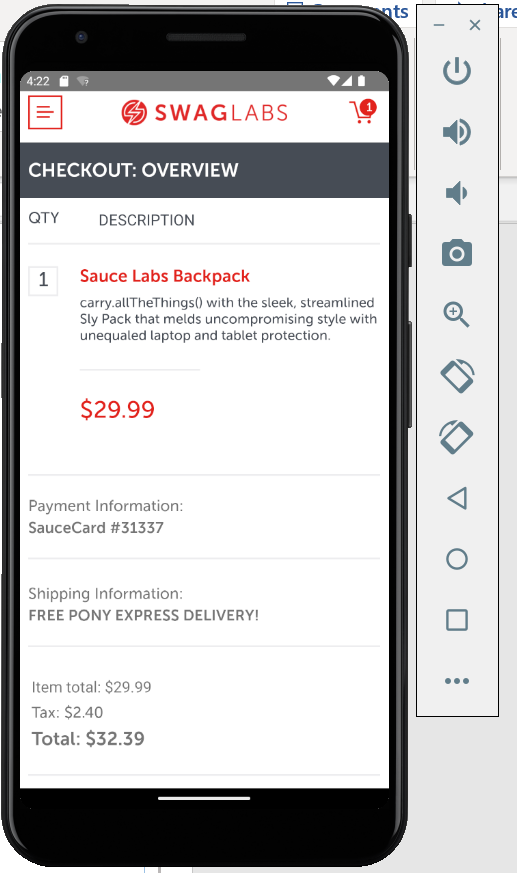 4:22
SWAGLABS
1
CHECKOUT: OVERVIEW
QTY DESCRIPTION
1
Sauce Labs Backpack
carry.allTheThings() with the sleek, streamlined
Sly Pack that melds uncompromising style with
unequaled laptop and tablet protection.
$29.99
Payment Information:
SauceCard #31337
Shipping Information:
FREE PONY EXPRESS DELIVERY!
Item total: $29.99
Tax: $2.40
Total: $32.39